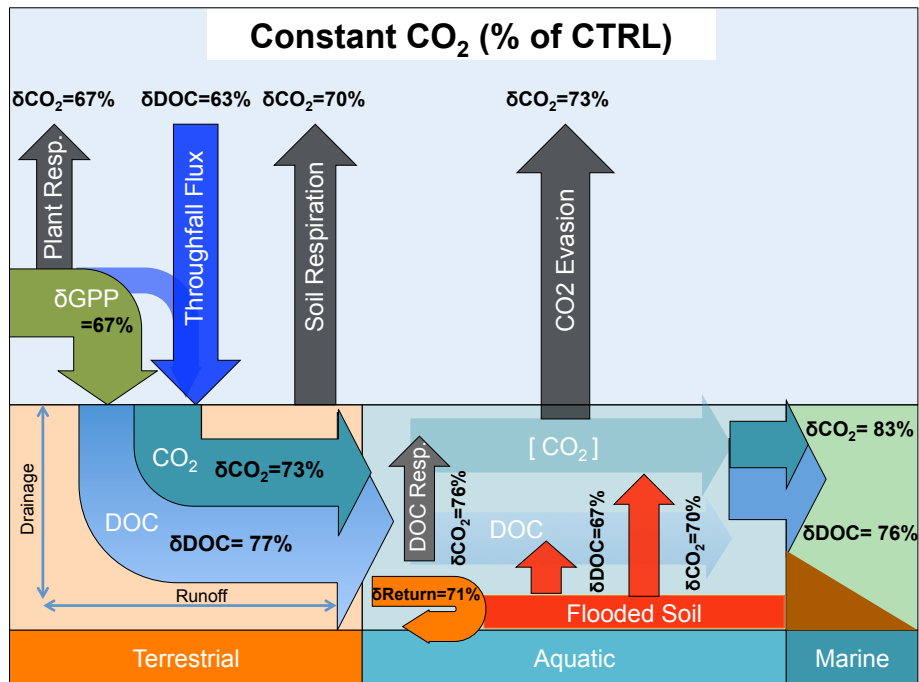 Constant CO₂ (% of CTRL)
δCO₂=67%
δDOC=63%
δCO₂=70%
δCO₂=73%
Plant Resp.
Throughfall Flux
Soil Respiration
CO2 Evasion
δGPP
=67%
CO₂
δCO₂=73%
DOC
δDOC= 77%
Drainage
Runoff
DOC Resp.
δCO₂=76%
[ CO₂ ]
DOC
δDOC=67%
δCO₂=70%
δCO₂= 83%
δDOC= 76%
δReturn=71%
Flooded Soil
Terrestrial
Aquatic
Marine